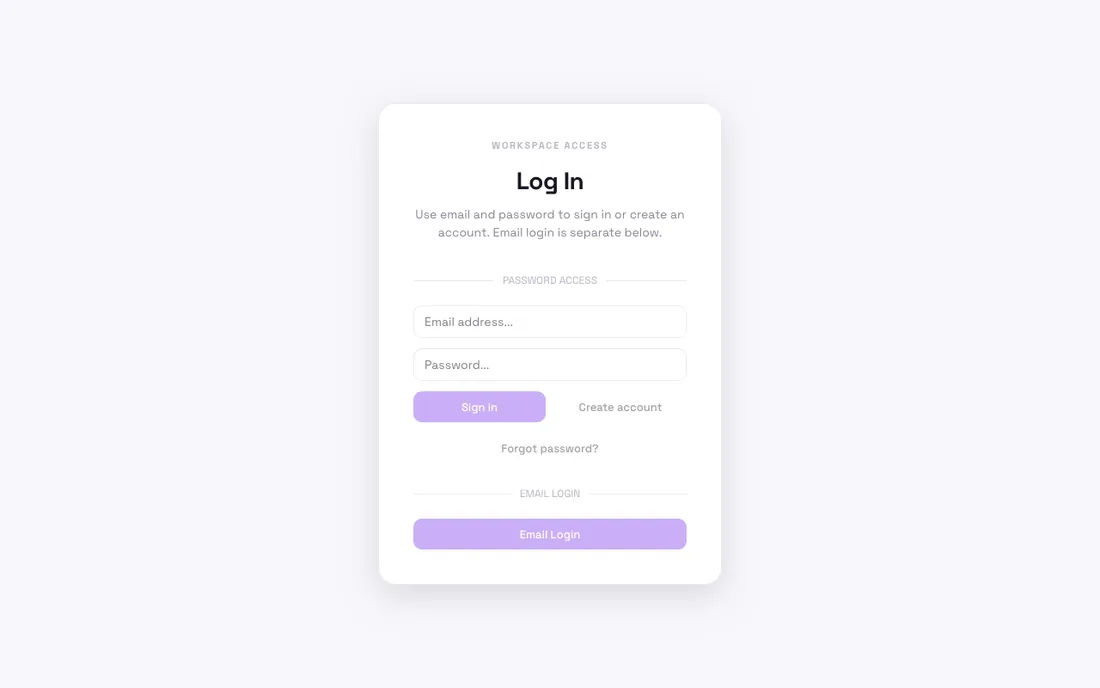 WORKSPACE ACCESS
Log In
Use email and password to sign in or create an
account. Email login is separate below.
PASSWORD ACCESS
Email address...
Password...
Sign In
Create account
Forgot password?
EMAIL LOGIN
Email Login